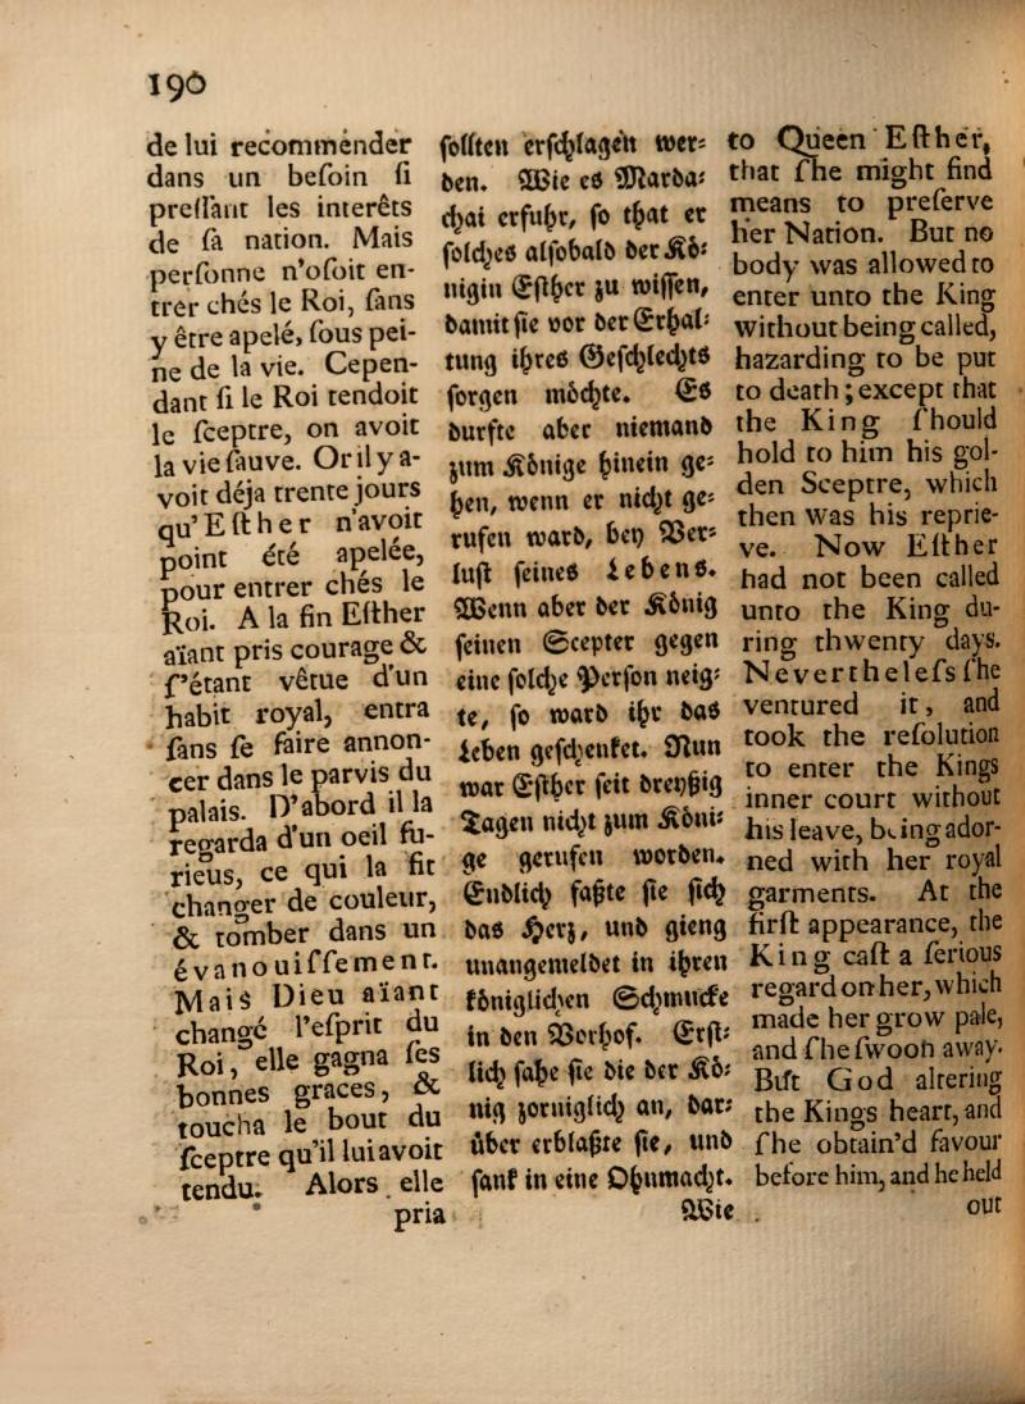 190
de lui recommender
dans un beſoin ſi
preſſant les interêts
de ſa nation. Mais
perſonne n'oſoit en-
trer chés le Roi, ſans
y être apelé, ſous pei-
ne de la vie. Cepen-
dant ſi le Roi tendoit
le ſceptre, on avoit
la vie ſauve. Or il y a-
voit déja trente jours
qu'Eſther n'avoit
point été apelée,
pour entrer chés le
Roi. A la fin Eſther
aïant pris courage &
ſ'étant vêtue d'un
habit royal, entra
ſans ſe faire annon-
cer dans le parvis du
palais. D'abord il la
regarda d'un oeil fu-
rieus, ce qui la fit
changer de couleur,
& tomber dans un
évanouiſſement.
Mais Dieu aïant
changé l'eſprit du
Roi, elle gagna ſes
bonnes graces, &
toucha le bout du
ſceptre qu'il lui avoit
tendu. Alors elle
pria
ſollten erſchlagen wer⸗
den. Wie es Marda⸗
chai erfuhr, ſo that er
ſolches alſobald der Kö⸗
nigin Eſther zu wiſſen,
damit ſie vor der Erhal⸗
tung ihres Geſchlechts
ſorgen möchte. Es
durfte aber niemand
zum Könige hinein ge⸗
hen, wenn er nicht ge⸗
rufen ward, bey Ver⸗
luſt ſeines Lebens.
Wenn aber der König
ſeinen Scepter gegen
eine ſolche Perſon neig⸗
te, ſo ward ihr das
Leben geſchenket. Nun
war Eſther ſeit dreyßig
Tagen nicht zum Köni⸗
ge gerufen worden.
Endlich faßte ſie ſich
das Herz, und gieng
unangemeldet in ihren
königlichen Schmucke
in den Vorhof. Erſt⸗
lich ſahe ſie die der Kö⸗
nig zorniglich an, dar⸗
über erblaßte ſie, und
ſank in eine Ohnmacht.
Wie
to Queen Eſther,
that ſhe might find
means to preſerve
her Nation. But no
body was allowed to
enter unto the King
without being called,
hazarding to be put
to death; except that
the King ſhould
hold to him his gol-
den Sceptre, which
then was his reprie-
ve. Now Eſther
had not been called
unto the King du-
ring thwenty days.
Nevertheleſs ſhe
ventured it, and
took the reſolution
to enter the Kings
inner court without
his leave, being ador-
ned with her royal
garments. At the
firſt appearance, the
King caſt a ſerious
regard on her, which
made her grow pale,
and ſhe ſwoon away.
But God altering
the Kings heart, and
ſhe obtain'd favour
before him, and he held
out